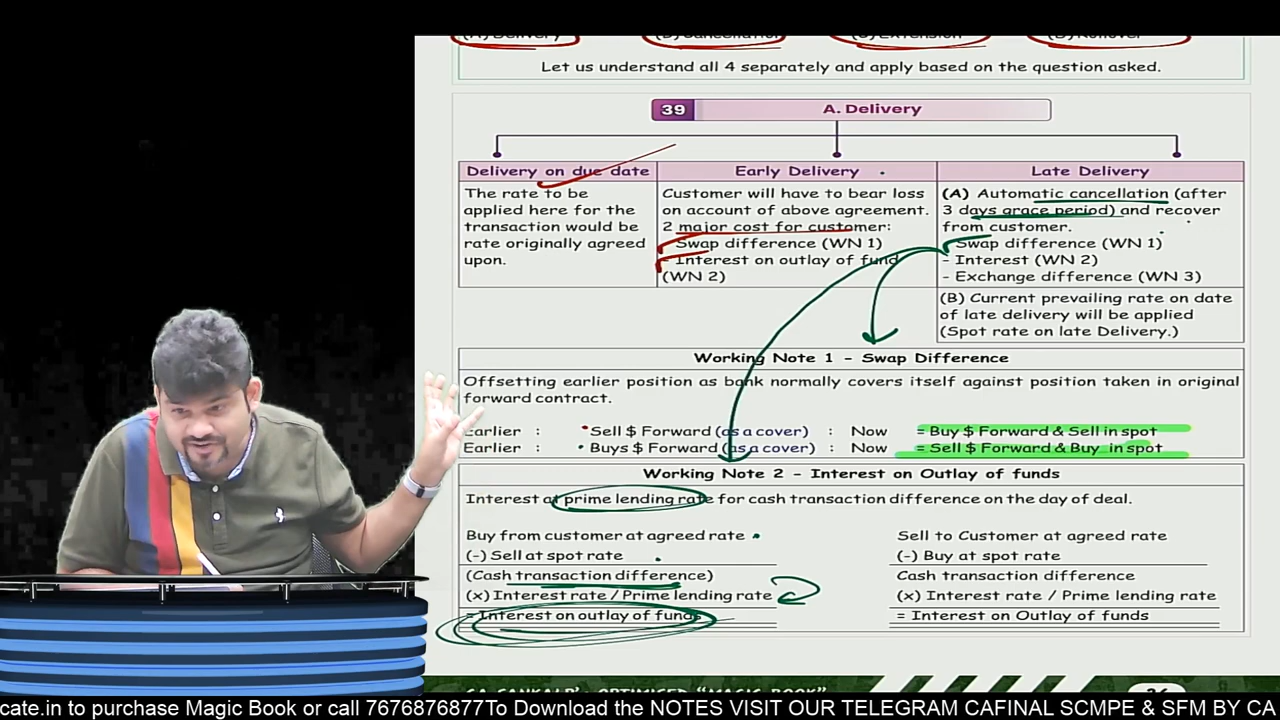 Let us understand all 4 separately and apply based on the question asked.
39 A. Delivery
Delivery on due date
The rate to be
applied here for the
transaction would be
rate originally agreed
upon.
Early Delivery
Customer will have to bear loss
on account of above agreement.
2 major cost for customer:
Swap difference (WN 1)
- Interest on outlay of fund
(WN 2)
Late Delivery
(A) Automatic cancellation (after
3 days grace period) and recover
from customer.
Swap difference (WN 1)
- Interest (WN 2)
- Exchange difference (WN 3)
(B) Current prevailing rate on date
of late delivery will be applied
(Spot rate on late Delivery.)
Working Note 1 - Swap Difference
Offsetting earlier position as bank normally covers itself against position taken in original
forward contract.
Earlier : Sell $ Forward (as a cover) : Now = Buy $ Forward & Sell in spot
Earlier : Buys $ Forward (as a cover) : Now = Sell $ Forward & Buy in spot
Working Note 2 - Interest on Outlay of funds
Interest at prime lending rate for cash transaction difference on the day of deal.
Buy from customer at agreed rate
(-) Sell at spot rate
(Cash transaction difference)
(x) Interest rate / Prime lending rate
= Interest on outlay of funds
Sell to Customer at agreed rate
(-) Buy at spot rate
Cash transaction difference
(x) Interest rate / Prime lending rate
= Interest on Outlay of funds
cate.in to purchase Magic Book or call 7676876877To Download the NOTES VISIT OUR TELEGRAM CAFINAL SCMPE & SFM BY CA